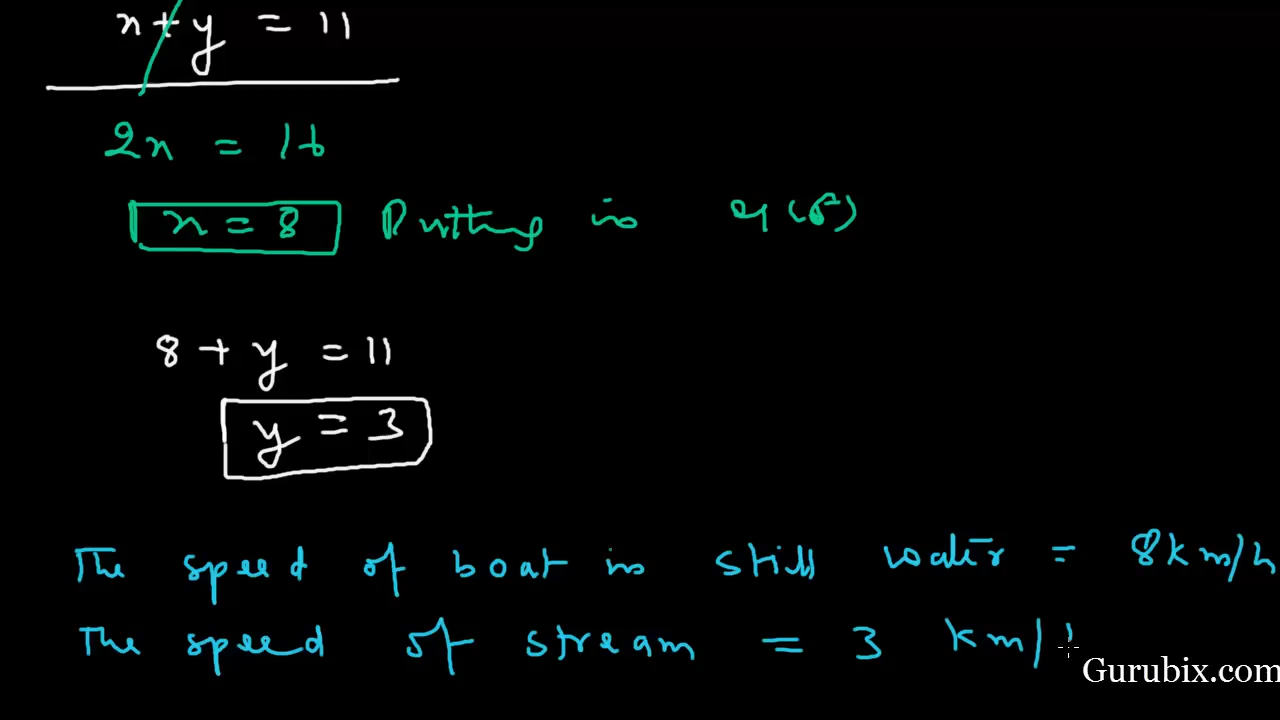 x + y = 11
2x = 16
x = 8 Putting in eq (5)
8 + y = 11
y = 3
The speed of boat in still water = 8 km/h
The speed of stream = 3 km/
Gurubix.com